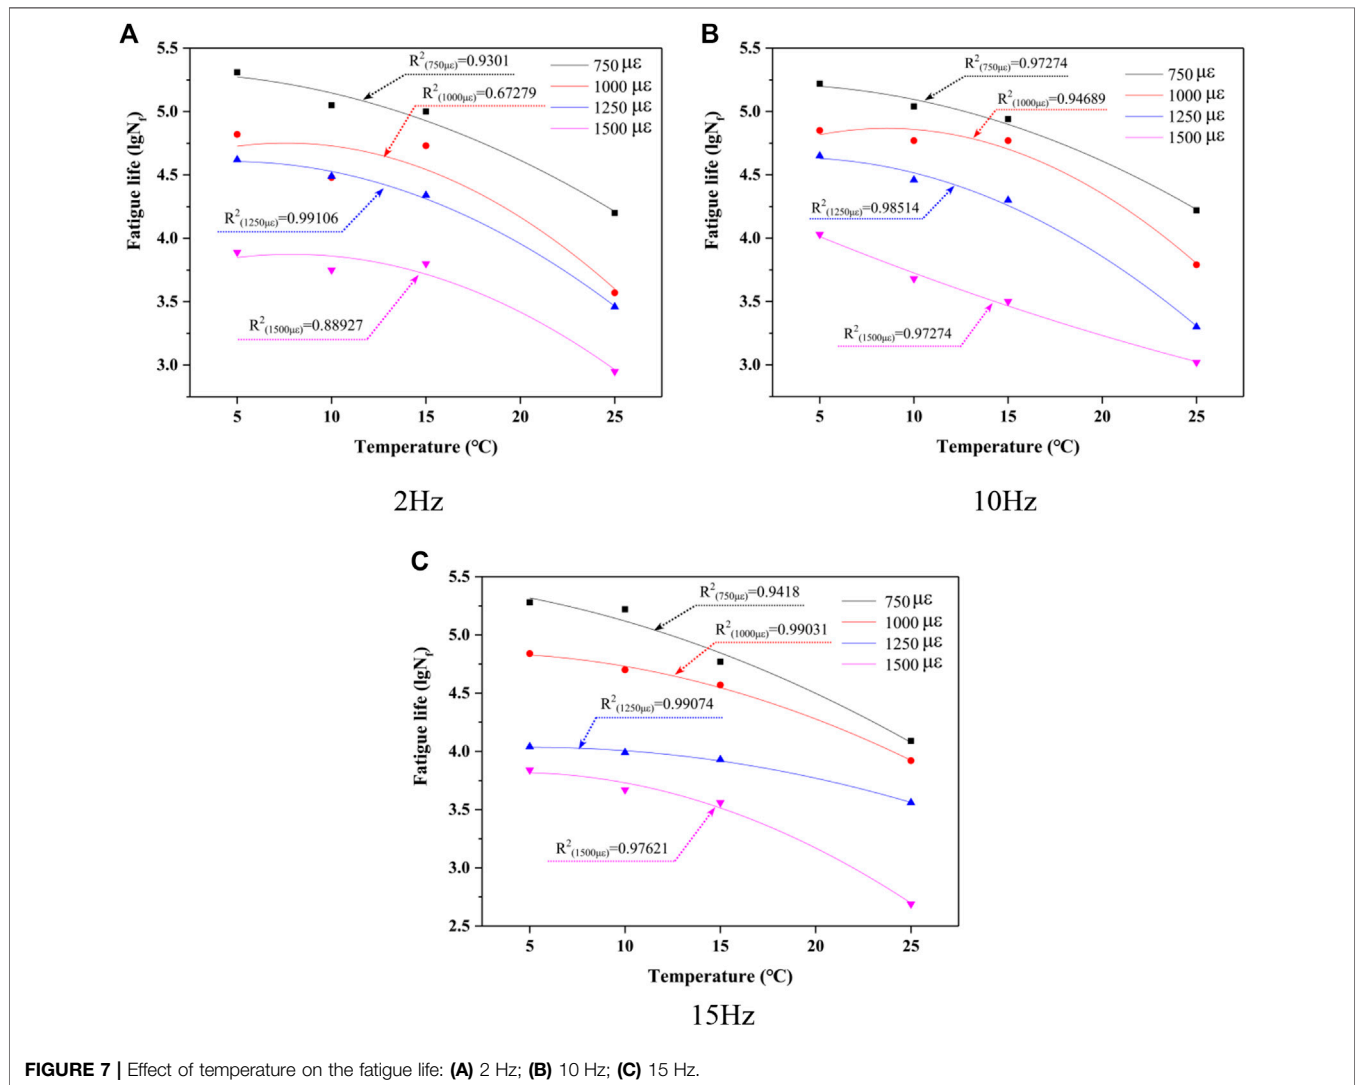 A
5.5
5.0
4.5
4.0
3.5
3.0
Fatigue life (lgNf)
R2(750με)=0.9301
R2(1000με)=0.67279
R2(1250με)=0.99106
R2(1500με)=0.88927
750 με
1000 με
1250 με
1500 με
5 10 15 20 25
Temperature (°C)
2Hz
B
5.5
5.0
4.5
4.0
3.5
3.0
Fatigue life (lgNf)
R2(750με)=0.97274
R2(1000με)=0.94689
R2(1250με)=0.98514
R2(1500με)=0.97274
750 με
1000 με
1250 με
1500 με
5 10 15 20 25
Temperature (°C)
10Hz
C
5.5
5.0
4.5
4.0
3.5
3.0
2.5
Fatigue life (lgNf)
R2(750με)=0.9418
R2(1000με)=0.99031
R2(1250με)=0.99074
R2(1500με)=0.97621
750 με
1000 με
1250 με
1500 με
5 10 15 20 25
Temperature (°C)
15Hz
FIGURE 7 | Effect of temperature on the fatigue life: (A) 2 Hz; (B) 10 Hz; (C) 15 Hz.